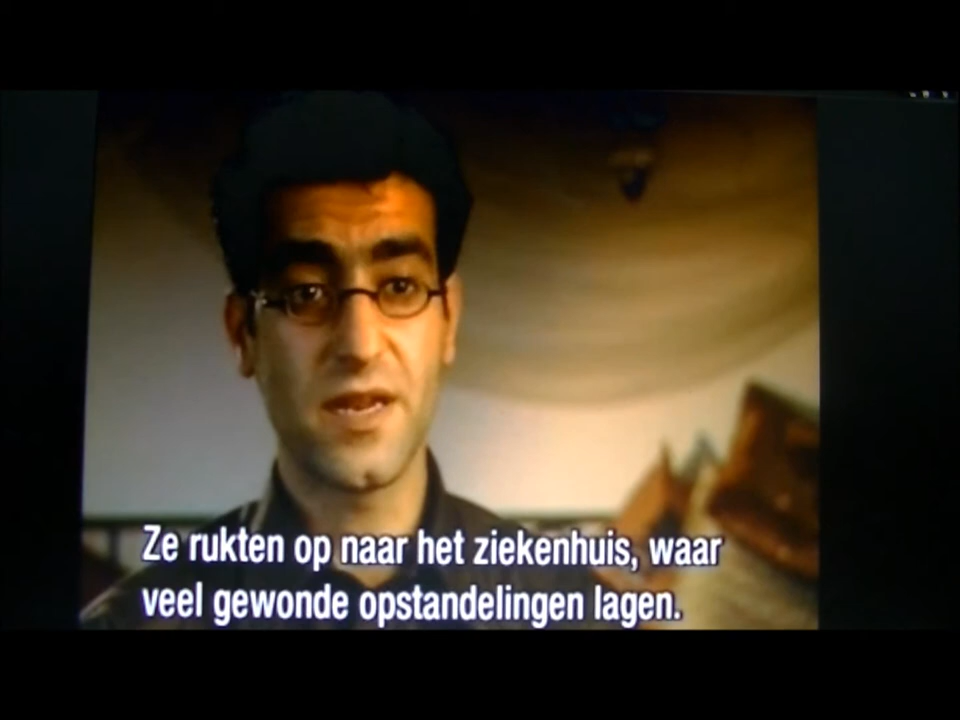 Ze rukten op naar het ziekenhuis, waar
veel gewonde opstandelingen lagen.